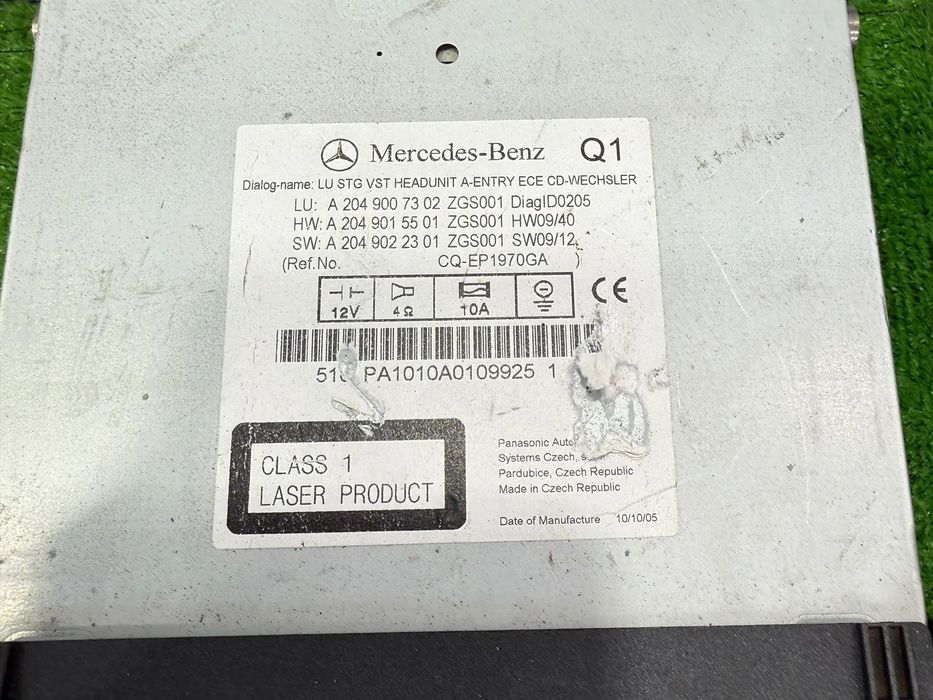 Mercedes-Benz Q1
Dialog-name: LU STG VST HEADUNIT A-ENTRY ECE CD-WECHSLER
LU: A 204 900 73 02 ZGS001 DiagID0205
HW: A 204 901 55 01 ZGS001 HW09/40
SW: A 204 902 23 01 ZGS001 SW09/12
(Ref.No. CQ-EP1970GA )
12V 4Ω 10A CE
PA1010A0109925 1
CLASS 1
LASER PRODUCT
Panasonic
Systems Czech,
Pardubice, Czech Republic
Made in Czech Republic
Date of Manufacture 10/10/05